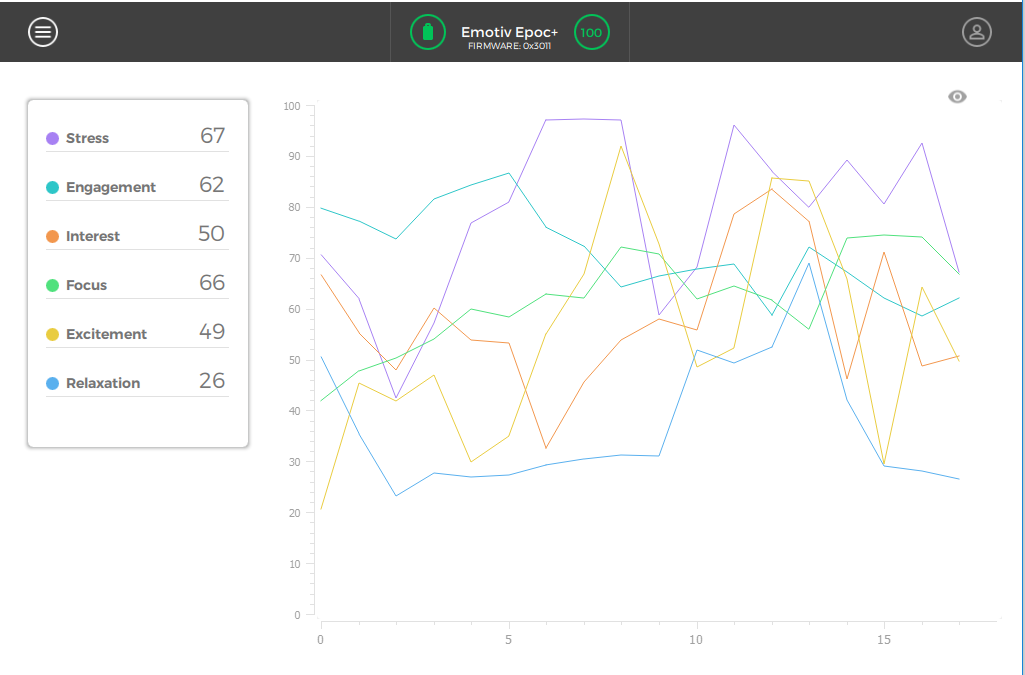 Emotiv Epoc+
FIRMWARE: 0x3011
100
Stress 67
Engagement 62
Interest 50
Focus 66
Excitement 49
Relaxation 26
100
90
80
70
60
50
40
30
20
10
0
0 5 10 15